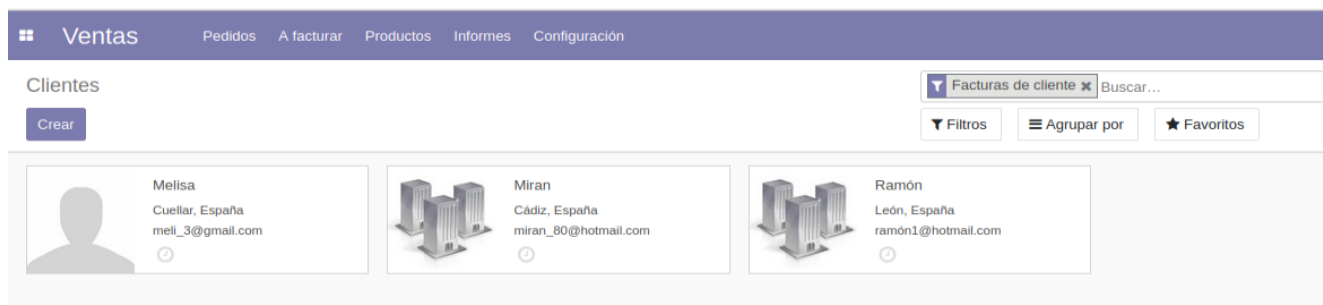 Ventas Pedidos A facturar Productos Informes Configuración
Clientes
Facturas de cliente Buscar...
Crear
Filtros Agrupar por Favoritos
Melisa
Cuellar, España
meli_3@gmail.com
Miran
Cádiz, España
miran_80@hotmail.com
Ramón
León, España
ramón1@hotmail.com